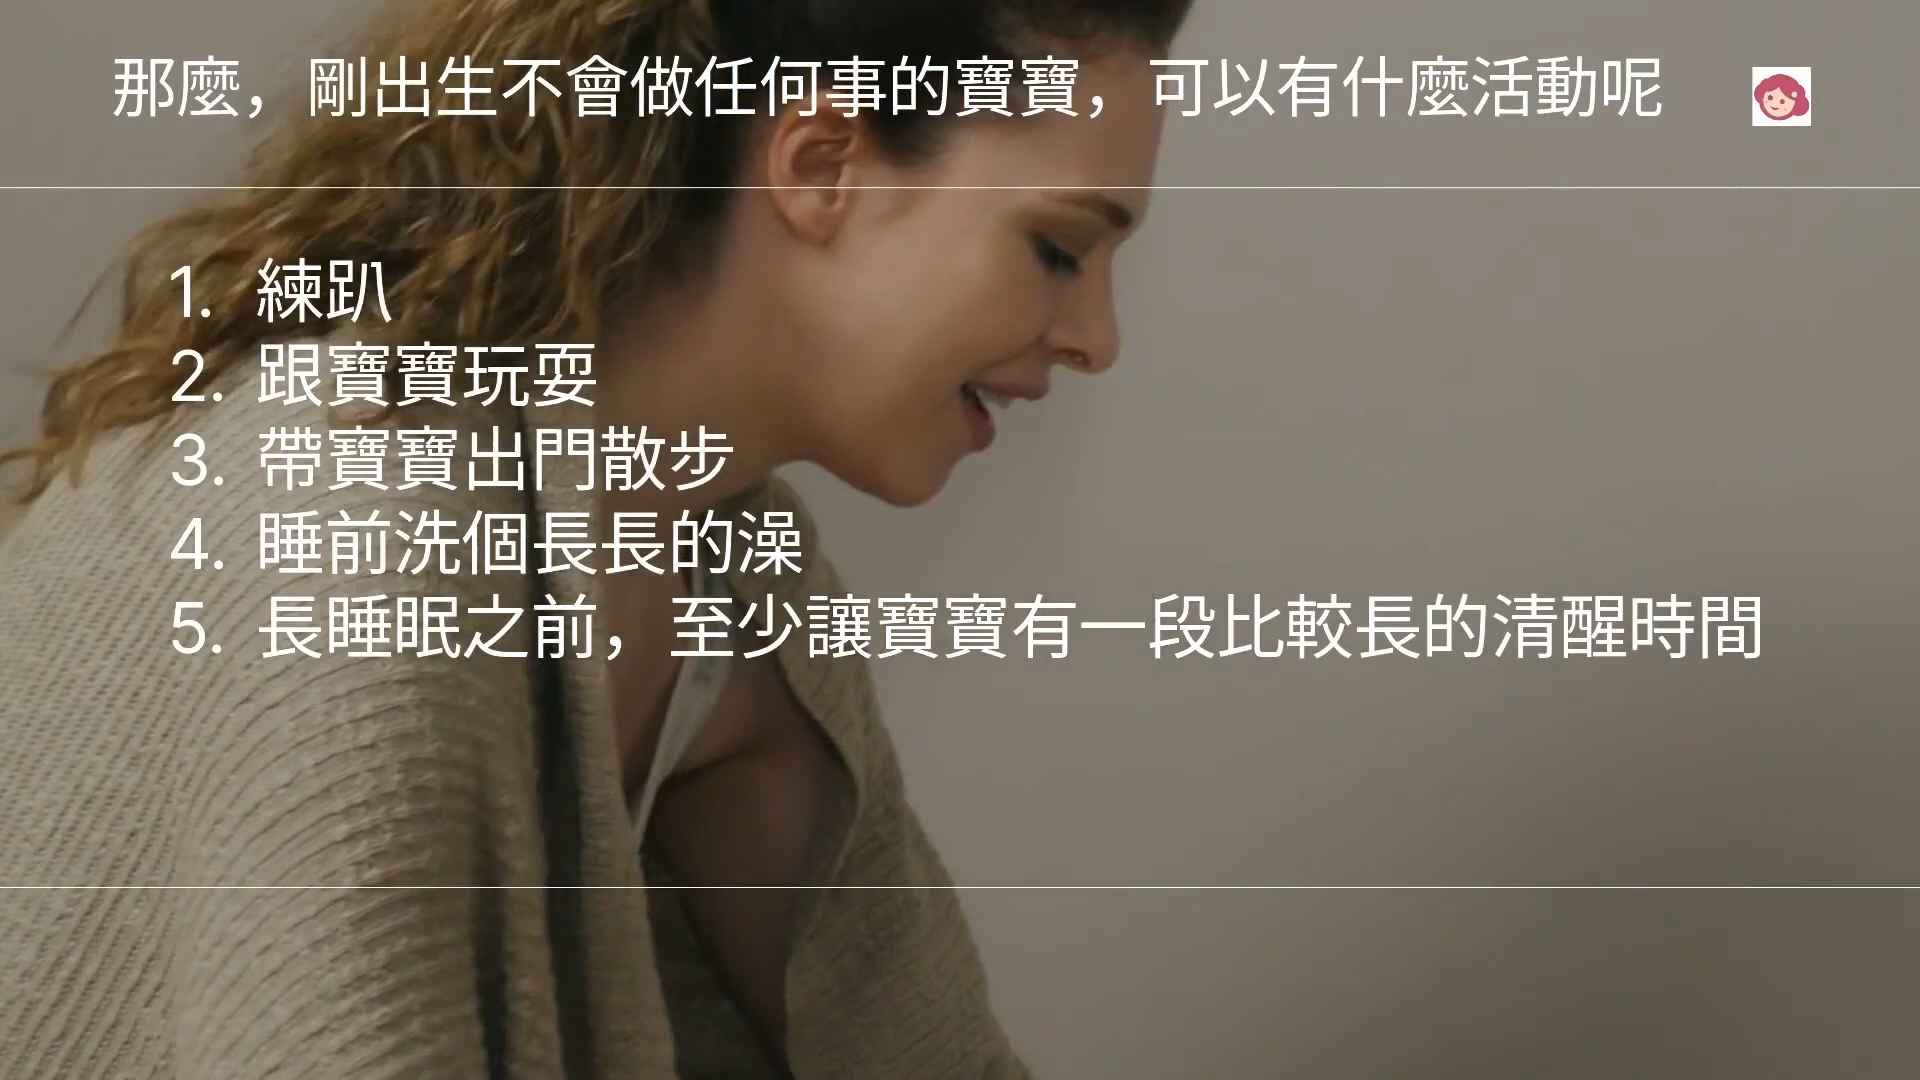 那麼，剛出生不會做任何事的寶寶，可以有什麼活動呢
1. 練趴
2. 跟寶寶玩耍
3. 帶寶寶出門散步
4. 睡前洗個長長的澡
5. 長睡眠之前，至少讓寶寶有一段比較長的清醒時間